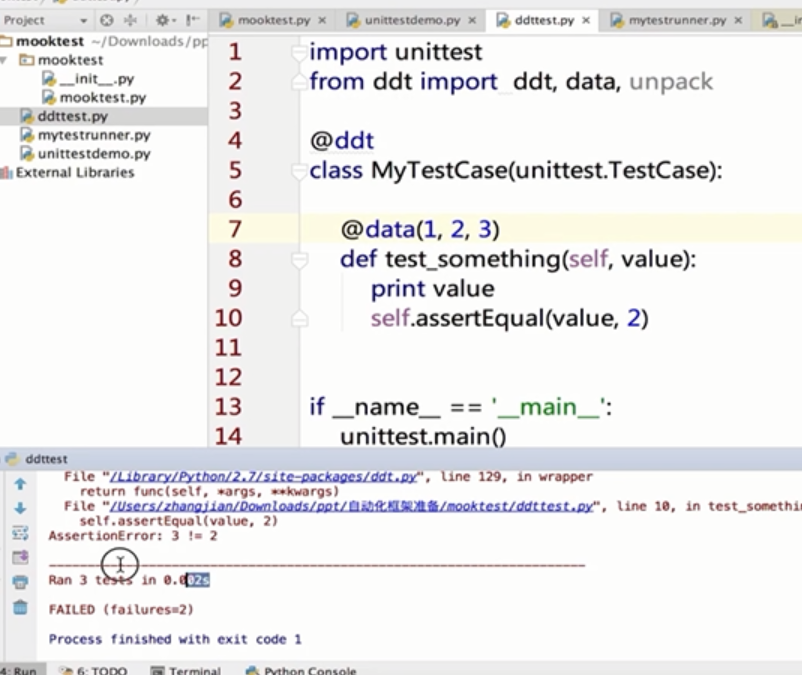 Project
mooktest.py
unittestdemo.py
ddttest.py
mytestrunner.py
mooktest ~/Downloads/pp
mooktest
__init__.py
mooktest.py
ddttest.py
mytestrunner.py
unittestdemo.py
External Libraries
1 import unittest
2 from ddt import ddt, data, unpack
3
4 @ddt
5 class MyTestCase(unittest.TestCase):
6
7 @data(1, 2, 3)
8 def test_something(self, value):
9 print value
10 self.assertEqual(value, 2)
11
12
13 if __name__ == '__main__':
14 unittest.main()
ddttest
File "/Library/Python/2.7/site-packages/ddt.py", line 129, in wrapper
return func(self, *args, **kwargs)
File "/Users/zhangjian/Downloads/ppt/自动化框架准备/mooktest/ddttest.py", line 10, in test_somethi
self.assertEqual(value, 2)
AssertionError: 3 != 2
Ran 3 tests in 0.002s
FAILED (failures=2)
Process finished with exit code 1
4: Run 6: TODO Terminal Python Console